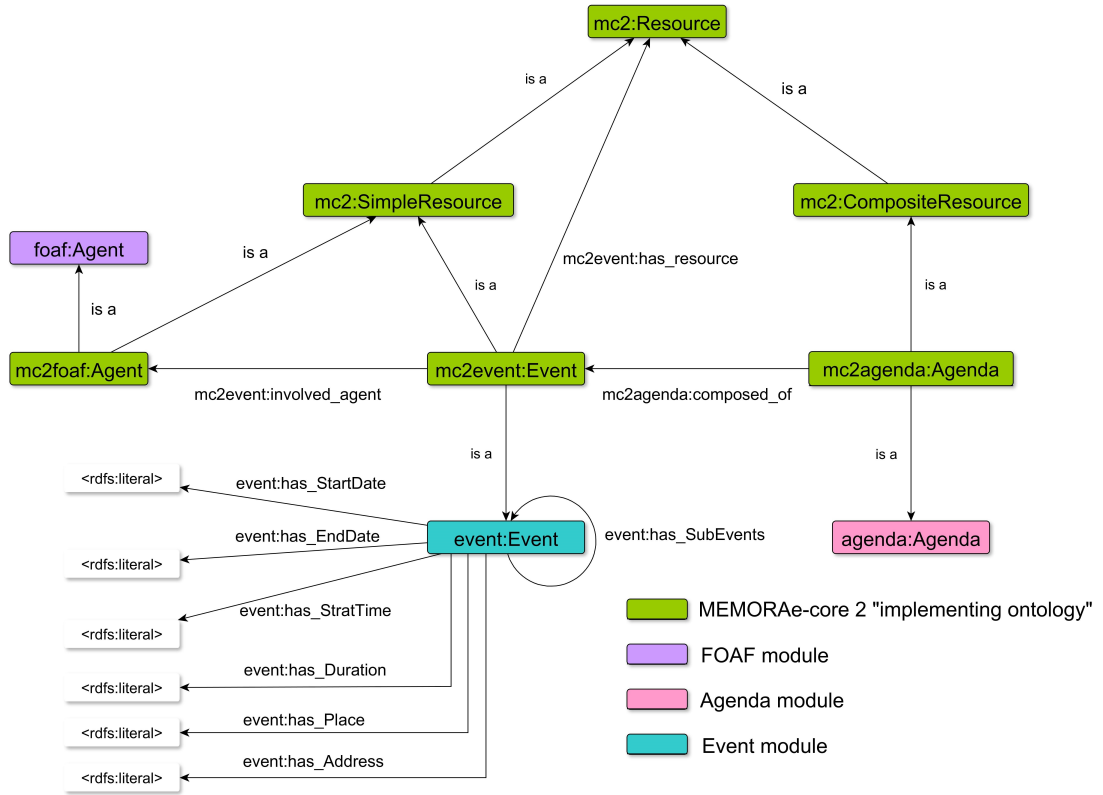 mc2:Resource
is a
is a
mc2:SimpleResource
mc2:CompositeResource
foaf:Agent
is a
mc2event:has_resource
is a
is a
is a
mc2foaf:Agent
mc2event:Event
mc2agenda:Agenda
mc2event:involved_agent
mc2agenda:composed_of
is a
is a
<rdfs:literal>
event:has_StartDate
event:Event
event:has_SubEvents
agenda:Agenda
event:has_EndDate
<rdfs:literal>
event:has_StratTime
<rdfs:literal>
MEMORAe-core 2 "implementing ontology"
FOAF module
event:has_Duration
<rdfs:literal>
Agenda module
event:has_Place
<rdfs:literal>
Event module
event:has_Address
<rdfs:literal>